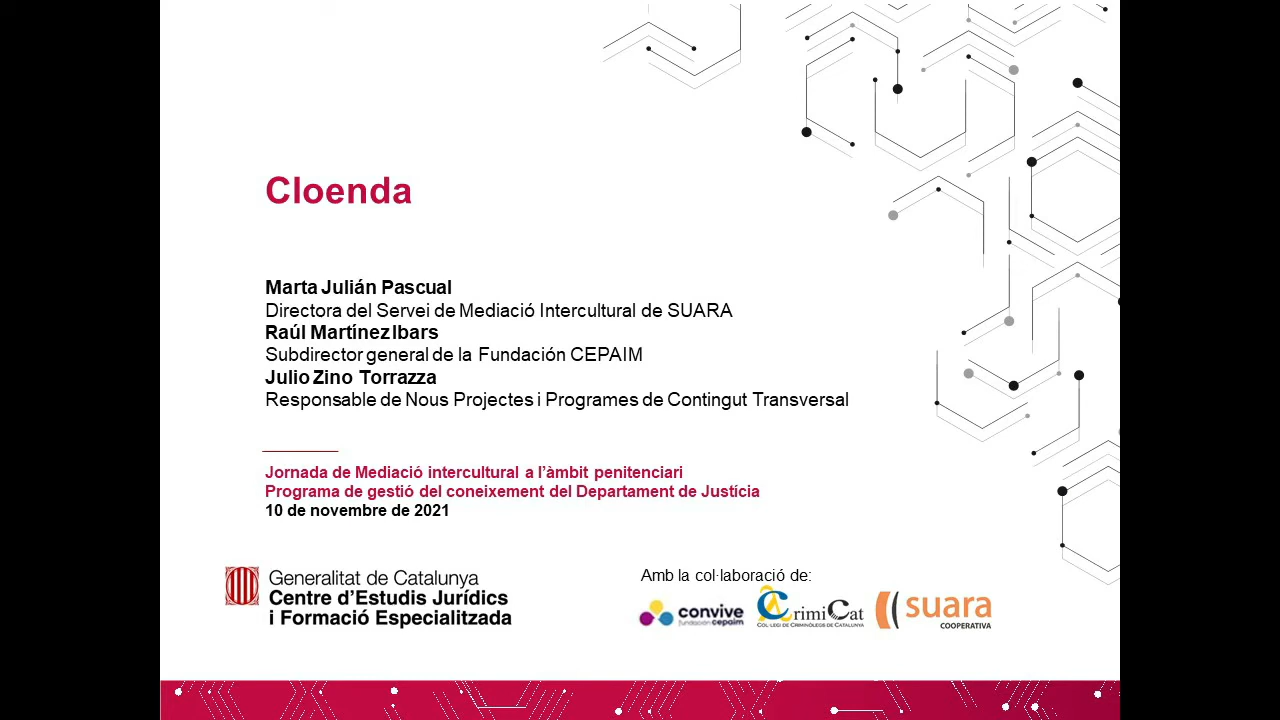 Cloenda
Marta Julián Pascual
Directora del Servei de Mediació Intercultural de SUARA
Raúl Martínez Ibars
Subdirector general de la Fundación CEPAIM
Julio Zino Torrazza
Responsable de Nous Projectes i Programes de Contingut Transversal
Jornada de Mediació intercultural a l'àmbit penitenciari
Programa de gestió del coneixement del Departament de Justícia
10 de novembre de 2021
Generalitat de Catalunya
Centre d'Estudis Jurídics
i Formació Especialitzada
Amb la col·laboració de:
convive
fundación cepaim
CrimiCat
COL·LEGI DE CRIMINÒLEGS DE CATALUNYA
suara
COOPERATIVA